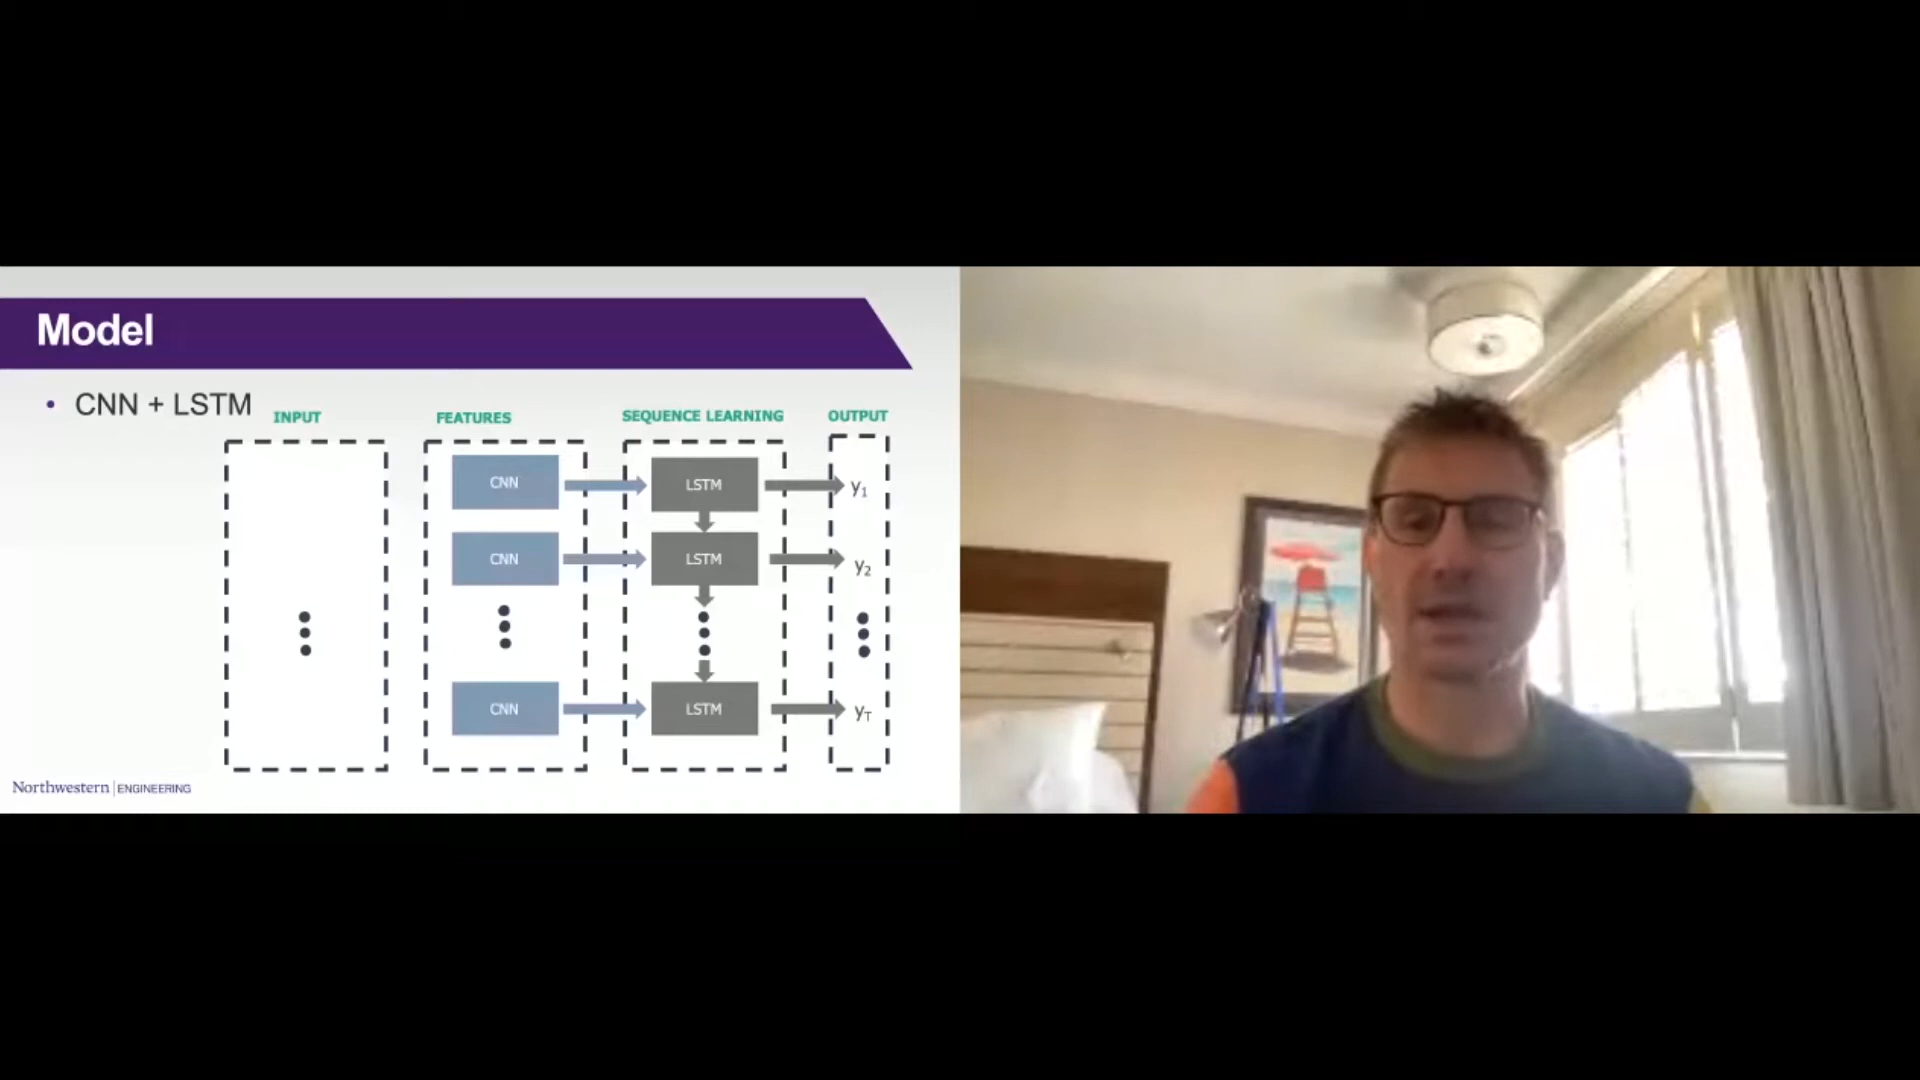 Model
• CNN + LSTM
INPUT
FEATURES
SEQUENCE LEARNING
OUTPUT
CNN
LSTM
y₁
CNN
LSTM
y₂
CNN
LSTM
yT
Northwestern | ENGINEERING